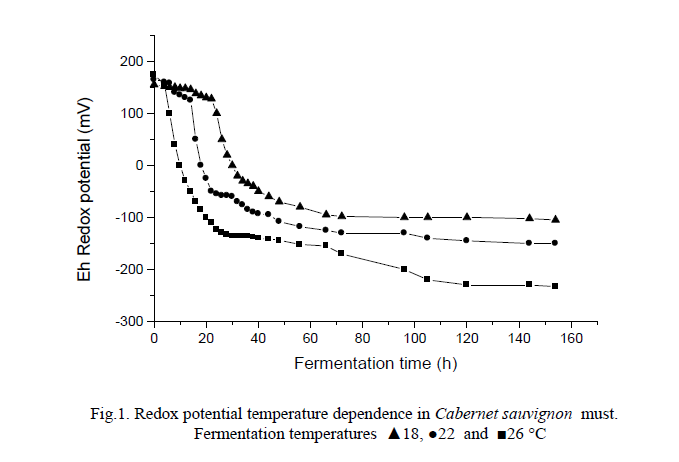 Eh Redox potential (mV)
200
100
0
-100
-200
-300
0 20 40 60 80 100 120 140 160
Fermentation time (h)
Fig.1. Redox potential temperature dependence in Cabernet sauvignon must.
Fermentation temperatures ▲18, ●22 and ■26 °C